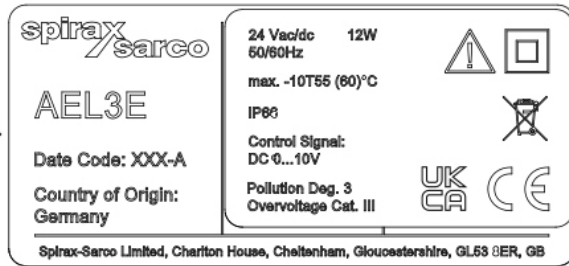 spirax
sarco
AEL3E
Date Code: XXX-A
Country of Origin:
Germany
24 Vac/dc 12W
50/60Hz
max. -10T55 (60)°C
IP66
Control Signal:
DC 0...10V
Pollution Deg. 3
Overvoltage Cat. III
UK
CA
CE
Spirax-Sarco Limited, Charlton House, Cheltenham, Gloucestershire, GL53 8ER, GB